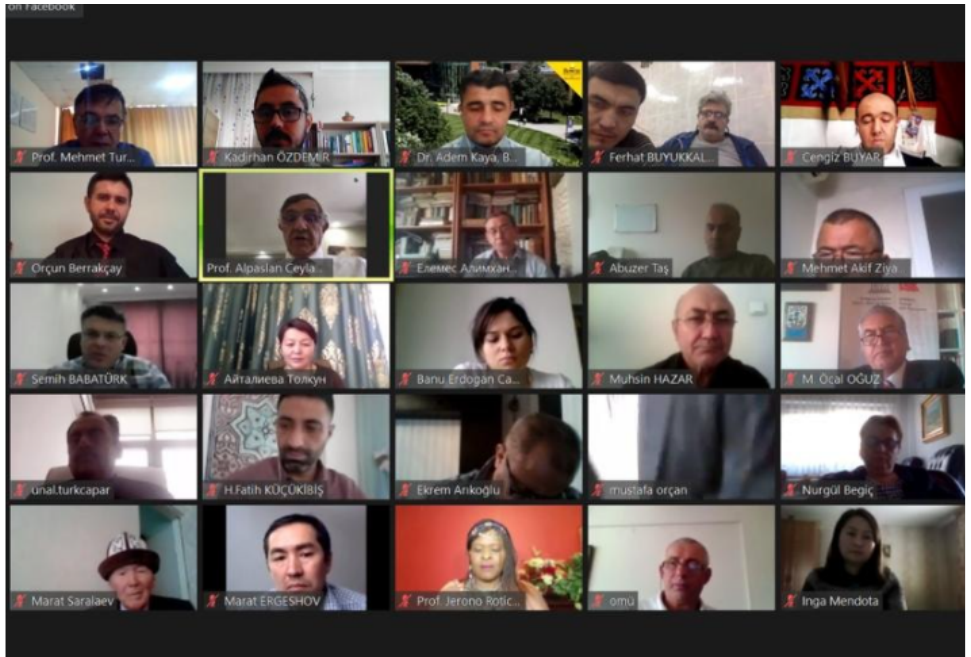 on Facebook
Prof. Mehmet Tur...
Kadirhan ÖZDEMİR
Dr. Adem Kaya, B...
Ferhat BUYUKKAL...
Cengiz BUYAR
Orçun Berrakçay
Prof. Alpaslan Ceyla...
Елемес Алимхан...
Abuzer Taş
Mehmet Akif Ziya
Semih BABATÜRK
Айталиева Толкун
Banu Erdoğan Ca...
Muhsin HAZAR
M. Öcal OĞUZ
ünal.turkcapar
H.Fatih KÜÇÜKİBİŞ
Ekrem Arıkoğlu
mustafa orçan
Nurgül Begiç
Marat Saralaev
Marat ERGESHOV
Prof. Jerono Rotic...
omü
Inga Mendota